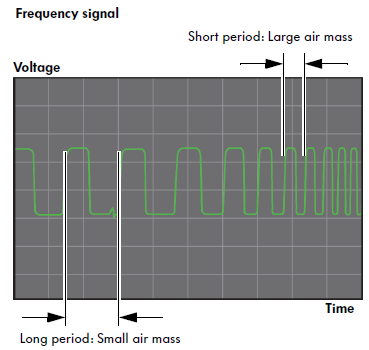 Frequency signal
Short period: Large air mass
Voltage
Time
Long period: Small air mass